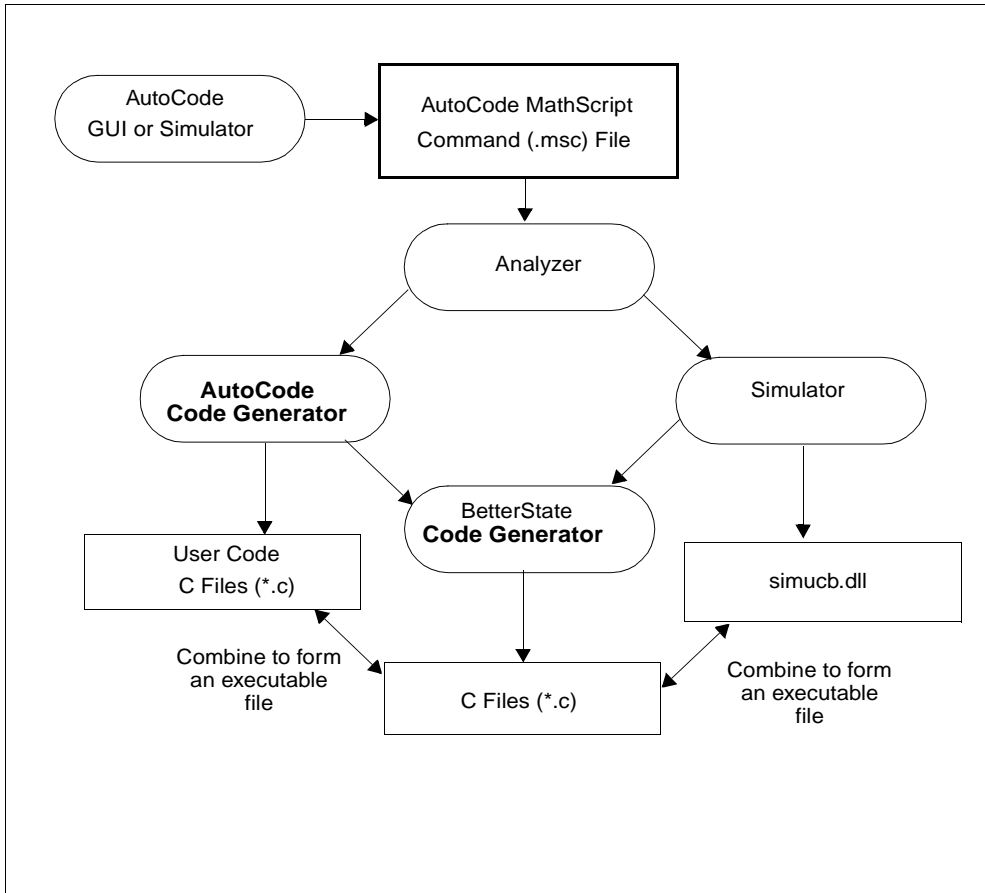 AutoCode
GUI or Simulator
AutoCode MathScript
Command (.msc) File
Analyzer
AutoCode
Code Generator
Simulator
BetterState
Code Generator
User Code
C Files (*.c)
simucb.dll
Combine to form
an executable
file
C Files (*.c)
Combine to form
an executable
file